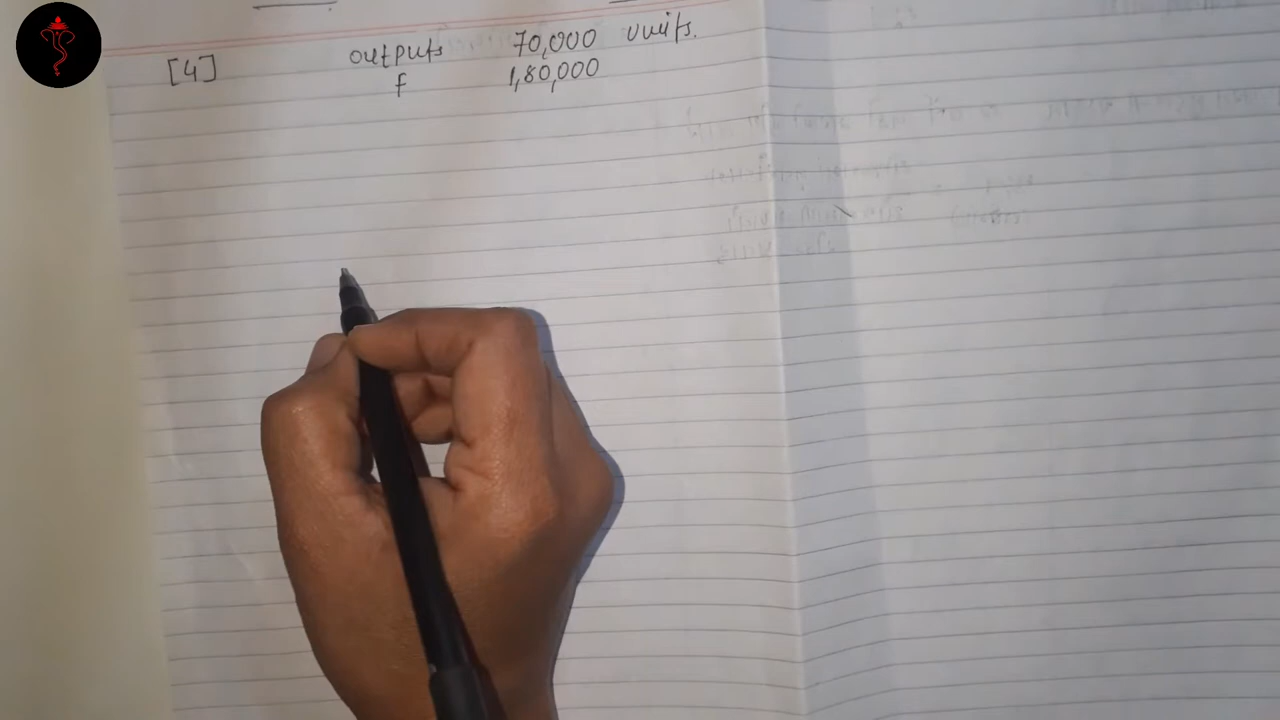 outputs 70,000 units.
[4]
f 1,80,000